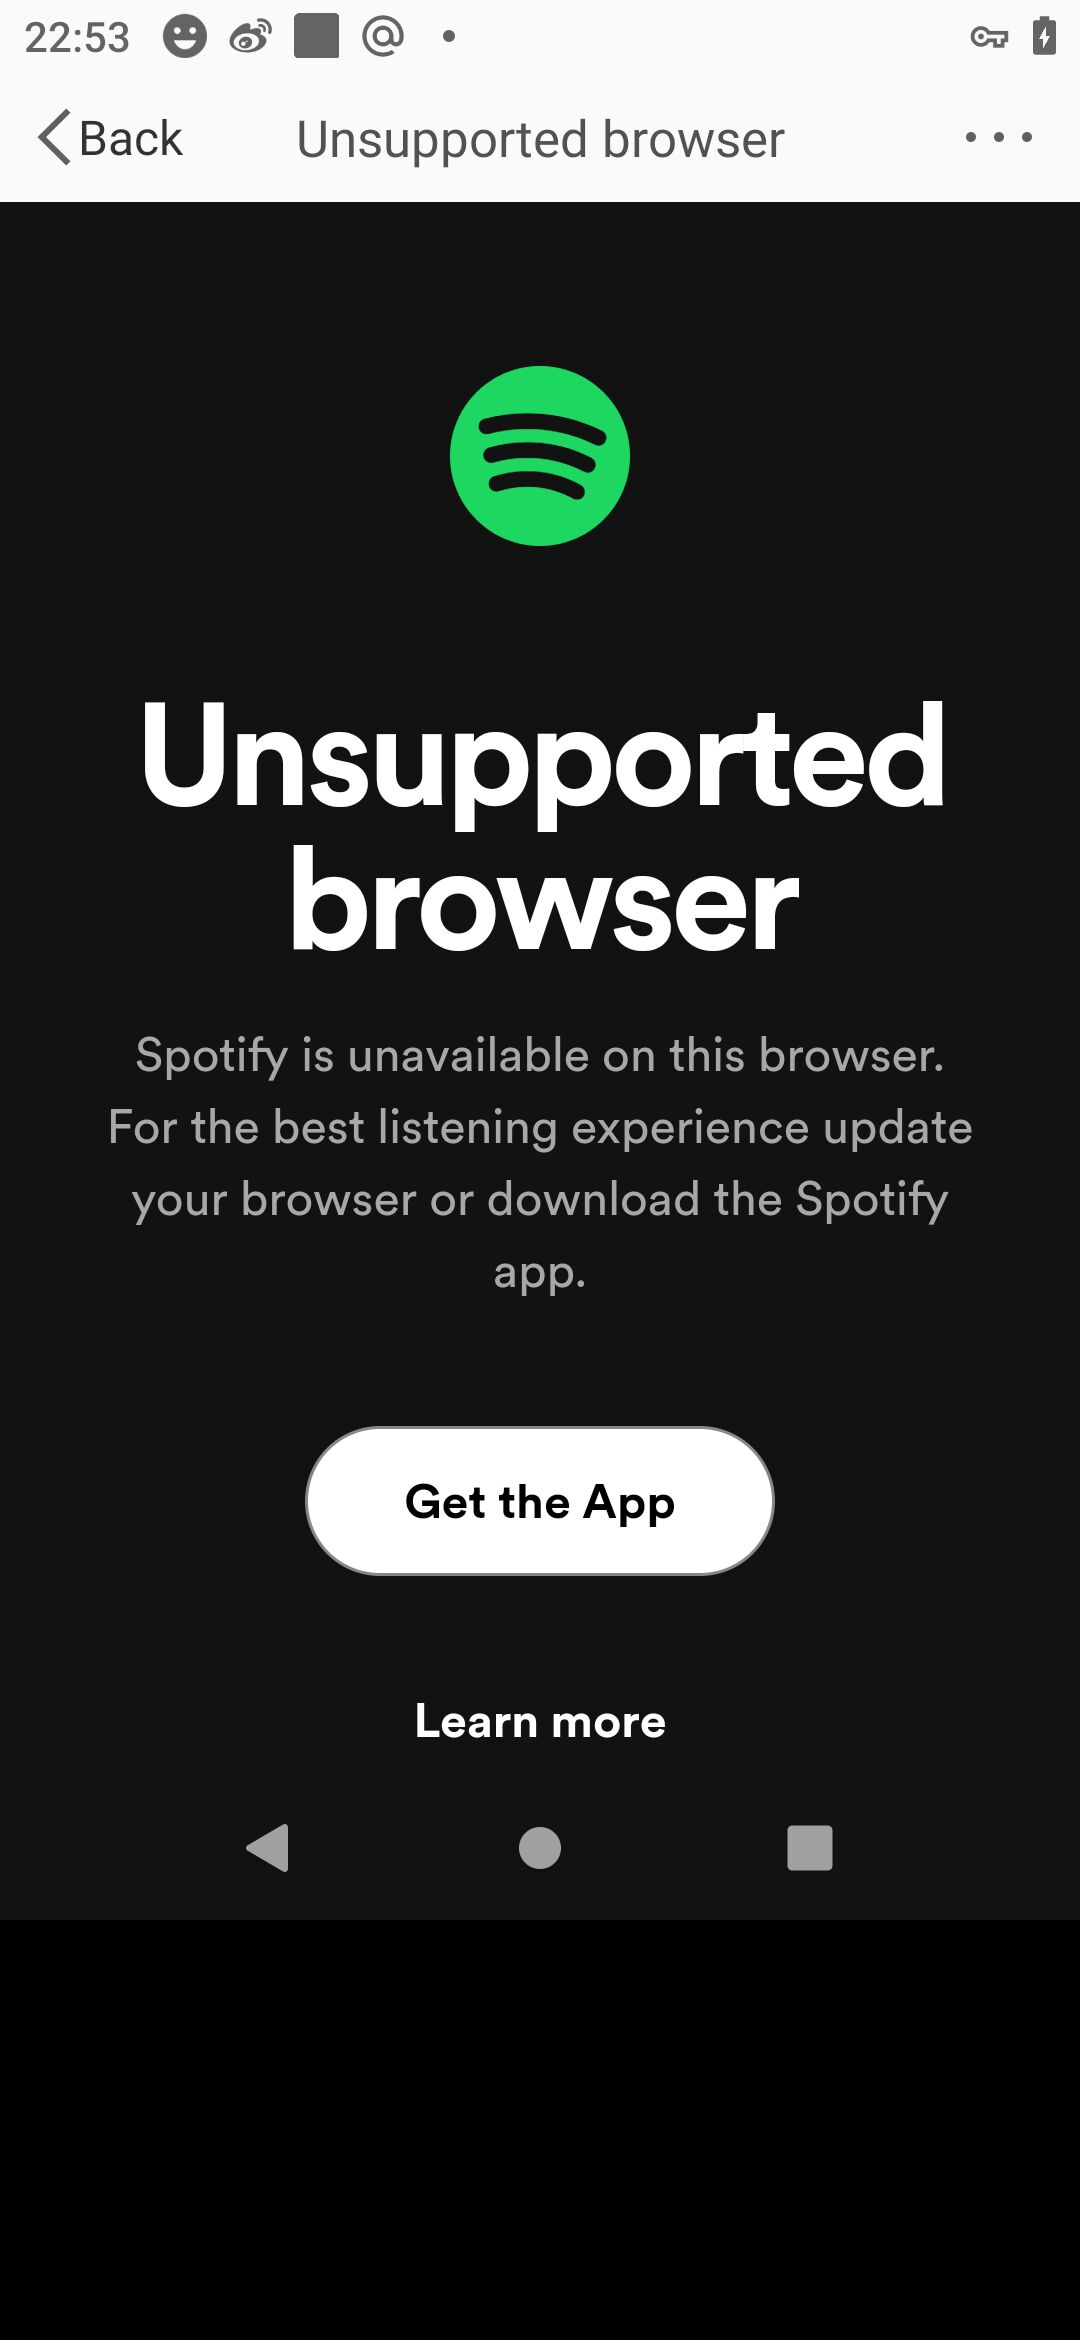 22:53
Back
Unsupported browser
Unsupported
browser
Spotify is unavailable on this browser.
For the best listening experience update
your browser or download the Spotify
app.
Get the App
Learn more